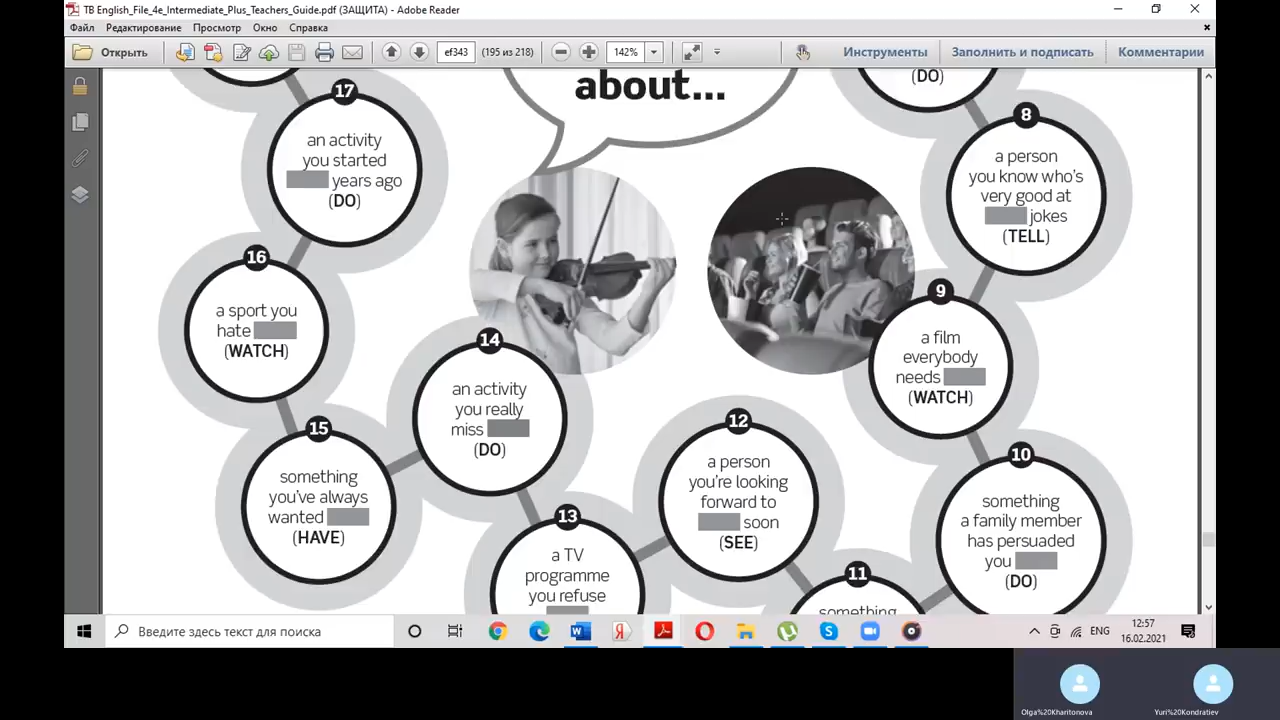 TB English_File_4e_Intermediate_Plus_Teachers_Guide.pdf (ЗАЩИТА) - Adobe Reader
Файл Редактирование Просмотр Окно Справка
Открыть ef343 (195 из 218) 142% Инструменты Заполнить и подписать Комментарии
about...
(DO)
17
an activity
you started
years ago
(DO)
8
a person
you know who's
very good at
jokes
(TELL)
16
a sport you
hate
(WATCH)
9
a film
everybody
needs
(WATCH)
14
an activity
you really
miss
(DO)
15
something
you've always
wanted
(HAVE)
12
a person
you're looking
forward to
soon
(SEE)
10
something
a family member
has persuaded
you
(DO)
13
a TV
programme
you refuse
11
something
Введите здесь текст для поиска
ENG
12:57
16.02.2021
Olga%20Kharitonova
Yuri%20Kondratiev